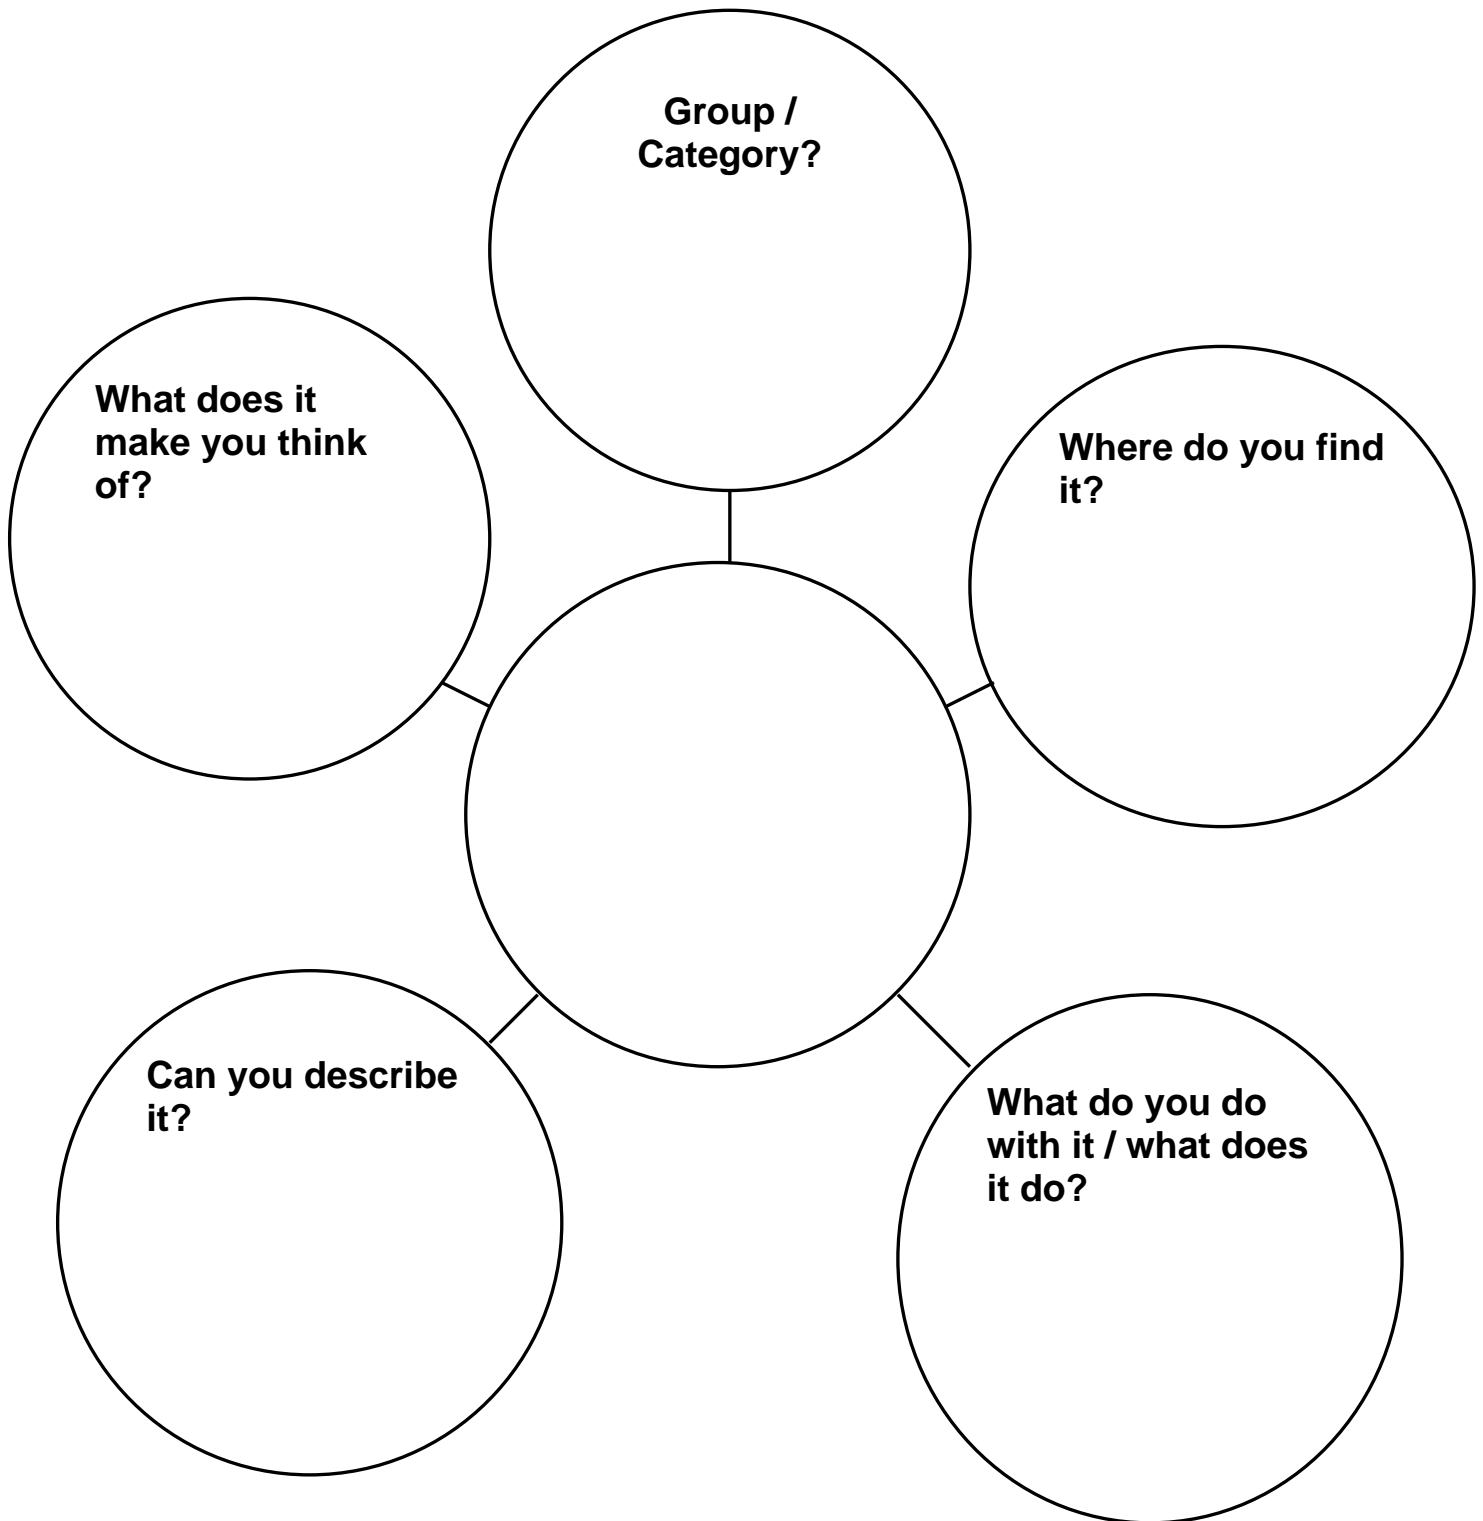 Group /
Category?
What does it
make you think
of?
Where do you find
it?
Can you describe
it?
What do you do
with it / what does
it do?